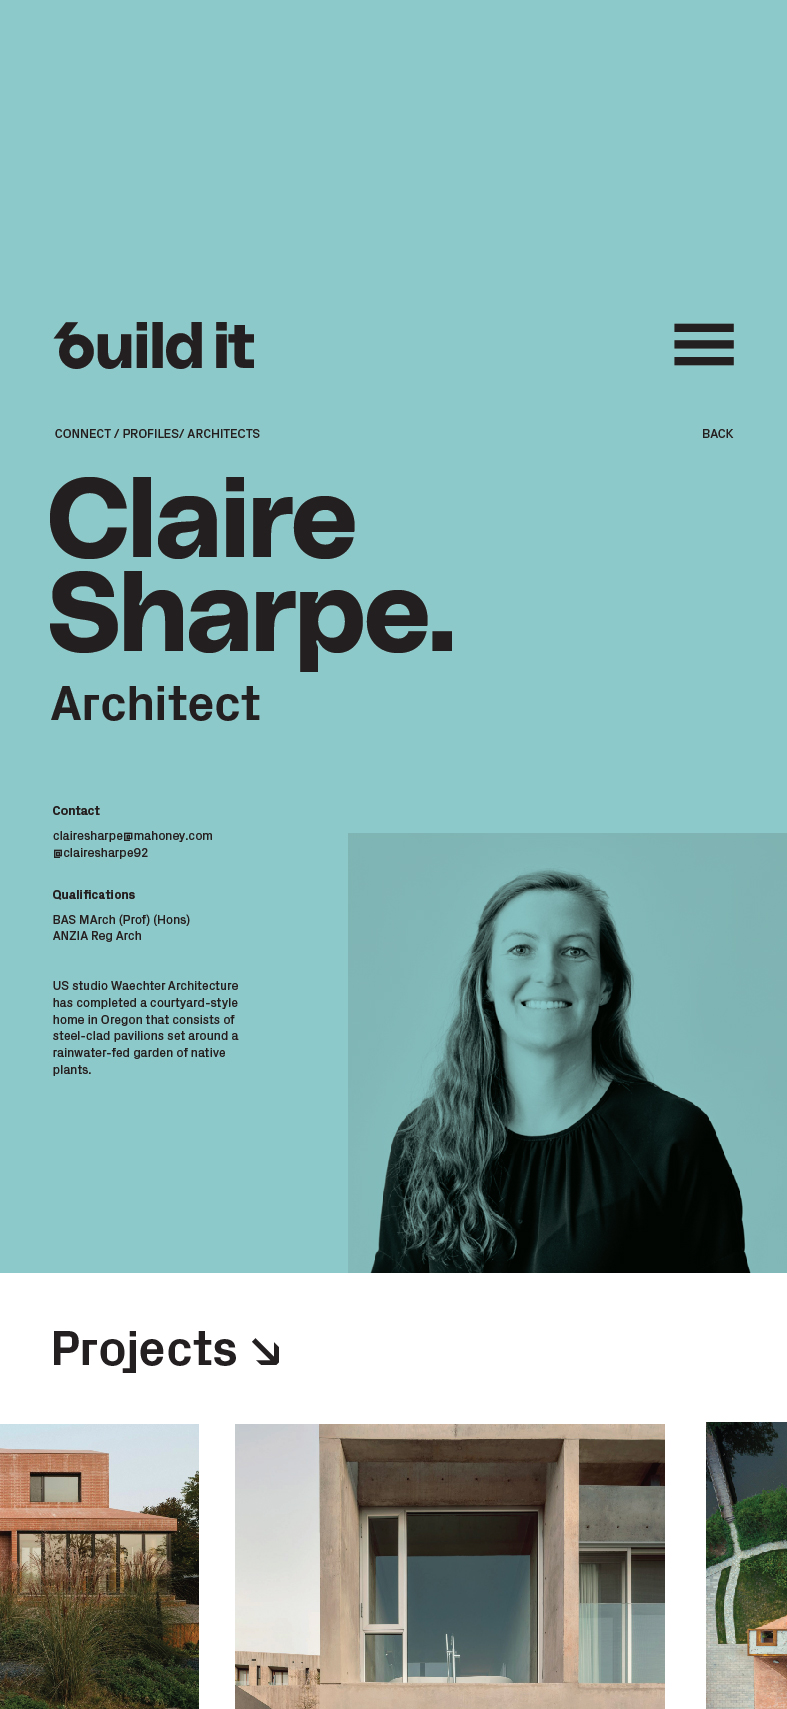 build it
CONNECT / PROFILES/ ARCHITECTS
BACK
Claire
Sharpe.
Architect
Contact
clairesharpe@mahoney.com
@clairesharpe92
Qualifications
BAS MArch (Prof) (Hons)
ANZIA Reg Arch
US studio Waechter Architecture
has completed a courtyard-style
home in Oregon that consists of
steel-clad pavilions set around a
rainwater-fed garden of native
plants.
Projects ↘